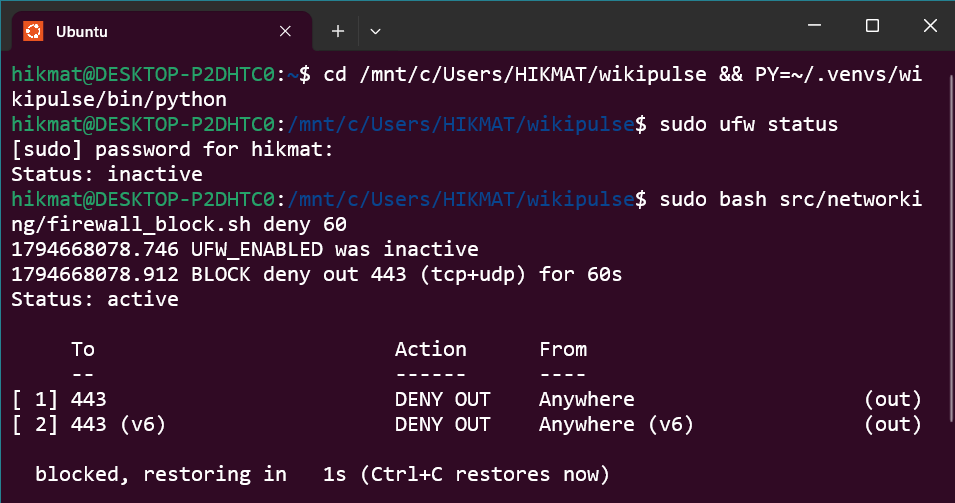 Ubuntu
hikmat@DESKTOP-P2DHTC0:~$ cd /mnt/c/Users/HIKMAT/wikipulse && PY=~/.venvs/wi
kipulse/bin/python
hikmat@DESKTOP-P2DHTC0:/mnt/c/Users/HIKMAT/wikipulse$ sudo ufw status
[sudo] password for hikmat:
Status: inactive
hikmat@DESKTOP-P2DHTC0:/mnt/c/Users/HIKMAT/wikipulse$ sudo bash src/networki
ng/firewall_block.sh deny 60
1794668078.746 UFW_ENABLED was inactive
1794668078.912 BLOCK deny out 443 (tcp+udp) for 60s
Status: active
To Action From
-- ------ ----
[ 1] 443 DENY OUT Anywhere (out)
[ 2] 443 (v6) DENY OUT Anywhere (v6) (out)
blocked, restoring in 1s (Ctrl+C restores now)